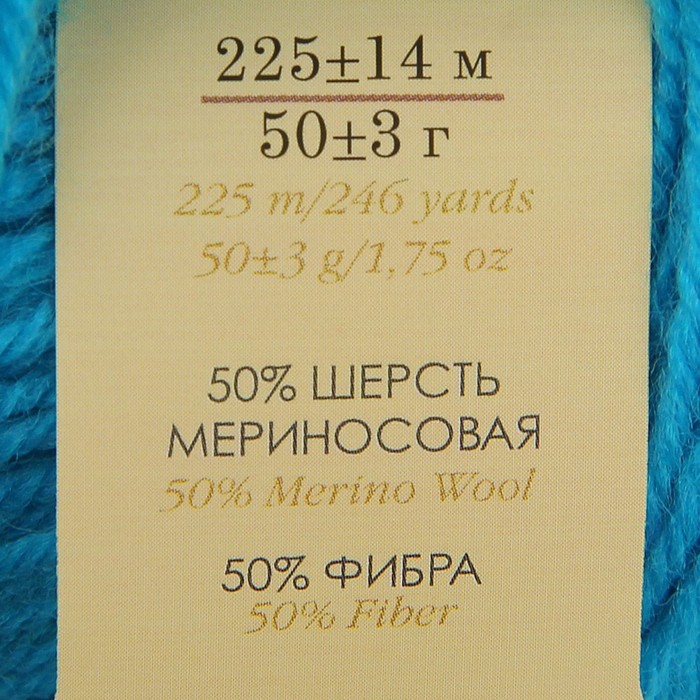 225±14 м
50±3 г
225 m/246 yards
50±3 g/1,75 oz
50% ШЕРСТЬ
МЕРИНОСОВАЯ
50% Merino Wool
50% ФИБРА
50% Fiber